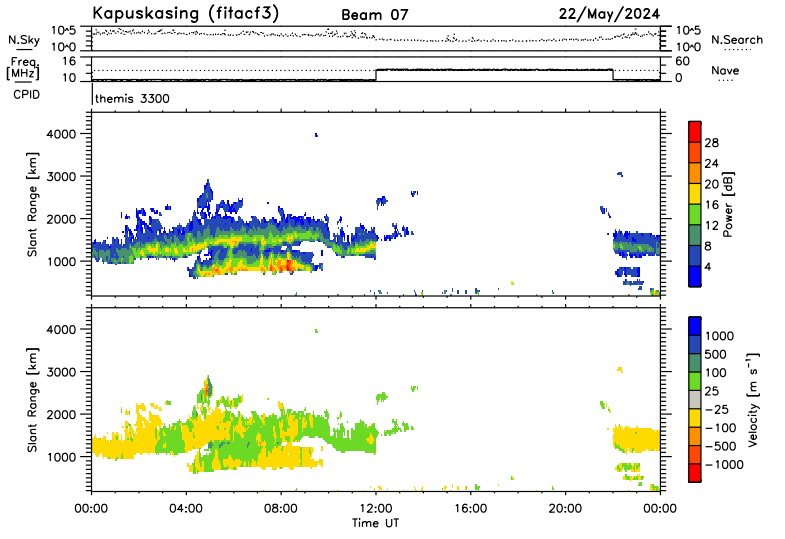 Kapuskasing (fitacf3) Beam 07 22/May/2024
N.Sky 10^5 10^0 10^5 10^0 N.Search
Freq. [MHz] 16 10 60 0 Nave
CPID themis 3300
Slant Range [km] 4000 3000 2000 1000
Power [dB] 28 24 20 16 12 8 4
Slant Range [km] 4000 3000 2000 1000
Velocity [m s⁻¹] 1000 500 100 25 −25 −100 −500 −1000
00:00 04:00 08:00 12:00 16:00 20:00 00:00
Time UT